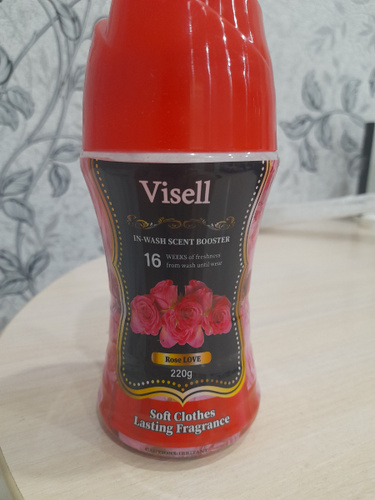 Visell
IN-WASH SCENT BOOSTER
16 WEEKS of freshness
from wash until wear
Rose LOVE
220g
Soft Clothes
Lasting Fragrance